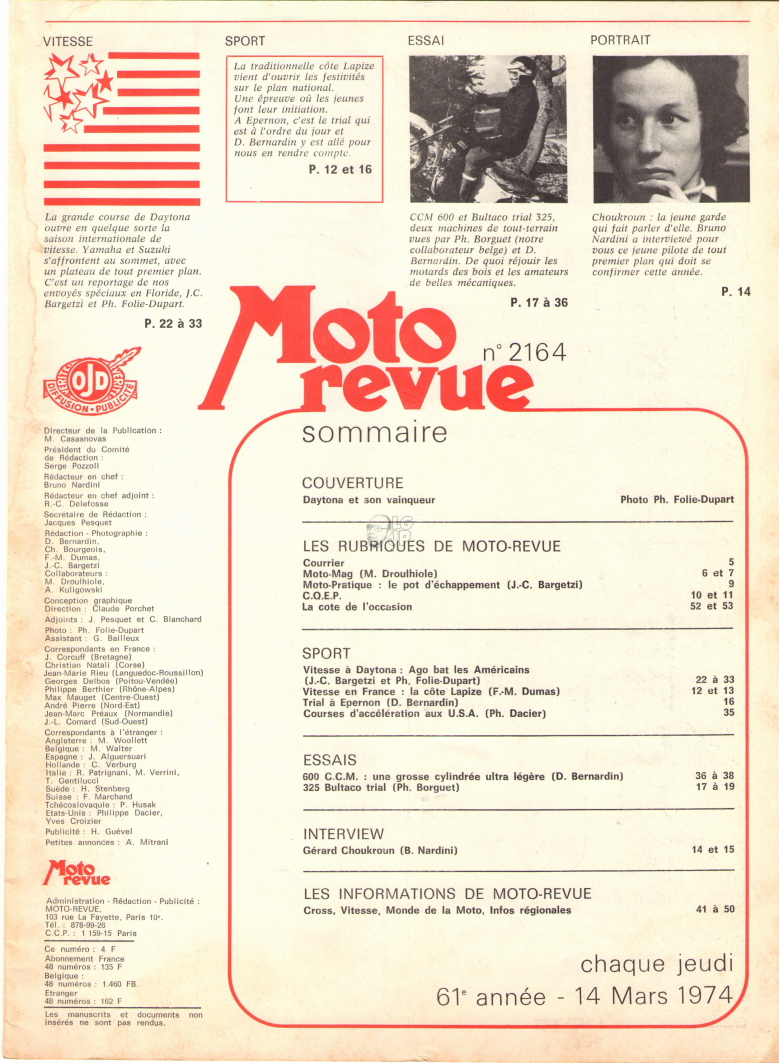 VITESSE
La grande course de Daytona
ouvre en quelque sorte la
saison internationale de
vitesse. Yamaha et Suzuki
s'affrontent au sommet, avec
un plateau de tout premier plan.
C'est un reportage de nos
envoyés spéciaux en Floride, J.C.
Bargetzi et Ph. Folie-Dupart.
P. 22 à 33
SPORT
La traditionnelle côte Lapize
vient d'ouvrir les festivités
sur le plan national.
Une épreuve où les jeunes
font leur initiation.
A Epernon, c'est le trial qui
est à l'ordre du jour et
D. Bernardin y est allé pour
nous en rendre compte.
P. 12 et 16
ESSAI
CCM 600 et Bultaco trial 325,
deux machines de tout-terrain
vues par Ph. Borguet (notre
collaborateur belge) et D.
Bernardin. De quoi réjouir les
motards des bois et les amateurs
de belles mécaniques.
P. 17 à 36
PORTRAIT
Choukroun : la jeune garde
qui fait parler d'elle. Bruno
Nardini a interviewé pour
vous ce jeune pilote de tout
premier plan qui doit se
confirmer cette année.
P. 14
Moto
revue
n° 2164
OJD
DIFFUSION • PUBLICITÉ
Directeur de la Publication :
M. Casasnovas
Président du Comité
de Rédaction :
Serge Pozzoli
Rédacteur en chef :
Bruno Nardini
Rédacteur en chef adjoint :
R.-C. Delefosse
Secrétaire de Rédaction :
Jacques Pesquet
Rédaction - Photographie :
D. Bernardin,
Ch. Bourgeois,
F.-M. Dumas,
J.-C. Bargetzi
Collaborateurs :
M. Droulhiole,
A. Kuligowski
Conception graphique
Direction : Claude Porchet
Adjoints : J. Pesquet et C. Blanchard
Photo : Ph. Folie-Dupart
Assistant : G. Bailleux
Correspondants en France :
J. Corcuff (Bretagne)
Christian Natali (Corse)
Jean-Marie Rieu (Languedoc-Roussillon)
Georges Delbos (Poitou-Vendée)
Philippe Berthier (Rhône-Alpes)
Max Mauget (Centre-Ouest)
André Pierre (Nord-Est)
Jean-Marc Préaux (Normandie)
J.-L. Comard (Sud-Ouest)
Correspondants à l'étranger :
Angleterre : M. Woollett
Belgique : M. Walter
Espagne : J. Alguersuari
Hollande : C. Verburg
Italie : R. Patrignani, M. Verrini,
T. Gentilucci
Suède : H. Stenberg
Suisse : F. Marchand
Tchécoslovaquie : P. Husak
Etats-Unis : Philippe Dacier,
Yves Croizier
Publicité : H. Guével
Petites annonces : A. Mitrani
Moto
revue
Administration - Rédaction - Publicité :
MOTO-REVUE,
103 rue La Fayette, Paris 10e.
Tél. : 878-99-26
C.C.P. : 1 159-15 Paris
Ce numéro : 4 F
Abonnement France
48 numéros : 135 F
Belgique :
48 numéros : 1.460 FB.
Etranger
48 numéros : 162 F
Les manuscrits et documents non
insérés ne sont pas rendus.
sommaire
COUVERTURE
Daytona et son vainqueur Photo Ph. Folie-Dupart
LES RUBRIQUES DE MOTO-REVUE
Courrier 5
Moto-Mag (M. Droulhiole) 6 et 7
Moto-Pratique : le pot d'échappement (J.-C. Bargetzi) 9
C.Q.E.P. 10 et 11
La cote de l'occasion 52 et 53
SPORT
Vitesse à Daytona : Ago bat les Américains
(J.-C. Bargetzi et Ph. Folie-Dupart) 22 à 33
Vitesse en France : la côte Lapize (F.-M. Dumas) 12 et 13
Trial à Epernon (D. Bernardin) 16
Courses d'accélération aux U.S.A. (Ph. Dacier) 35
ESSAIS
600 C.C.M. : une grosse cylindrée ultra légère (D. Bernardin) 36 à 38
325 Bultaco trial (Ph. Borguet) 17 à 19
INTERVIEW
Gérard Choukroun (B. Nardini) 14 et 15
LES INFORMATIONS DE MOTO-REVUE
Cross, Vitesse, Monde de la Moto, Infos régionales 41 à 50
chaque jeudi
61e année - 14 Mars 1974